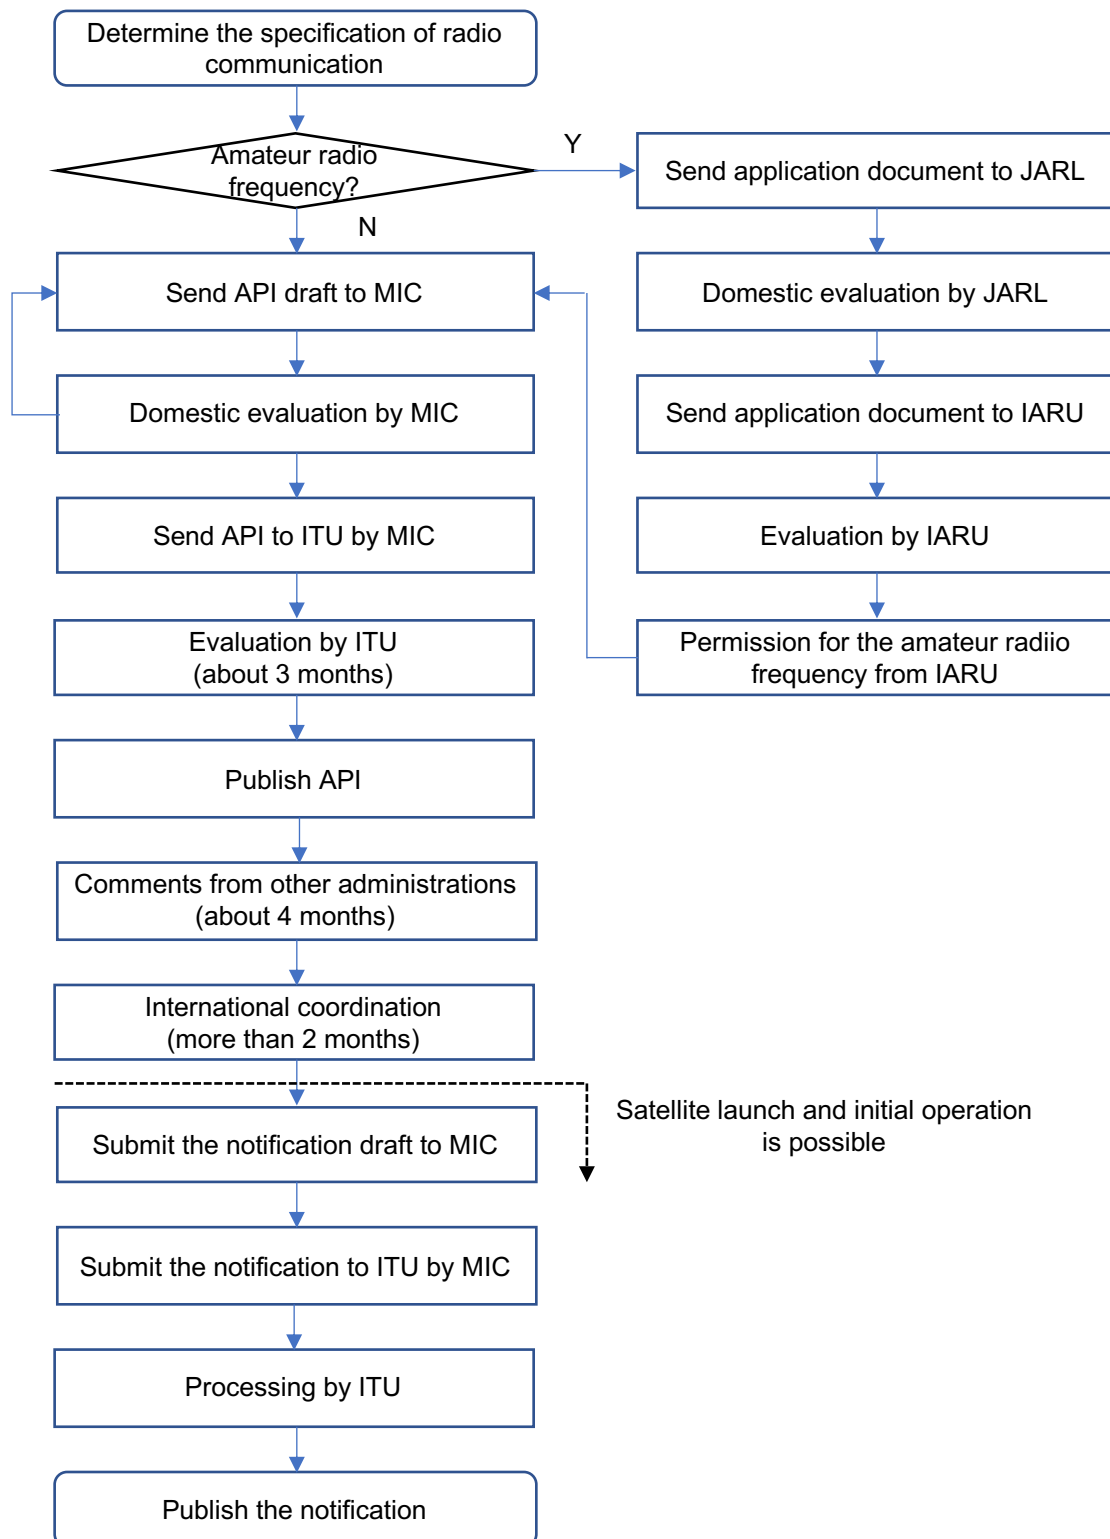 Determine the specification of radio
communication
Amateur radio
frequency?
Y
N
Send application document to JARL
Send API draft to MIC
Domestic evaluation by JARL
Domestic evaluation by MIC
Send application document to IARU
Send API to ITU by MIC
Evaluation by IARU
Evaluation by ITU
(about 3 months)
Permission for the amateur radiio
frequency from IARU
Publish API
Comments from other administrations
(about 4 months)
International coordination
(more than 2 months)
Satellite launch and initial operation
is possible
Submit the notification draft to MIC
Submit the notification to ITU by MIC
Processing by ITU
Publish the notification